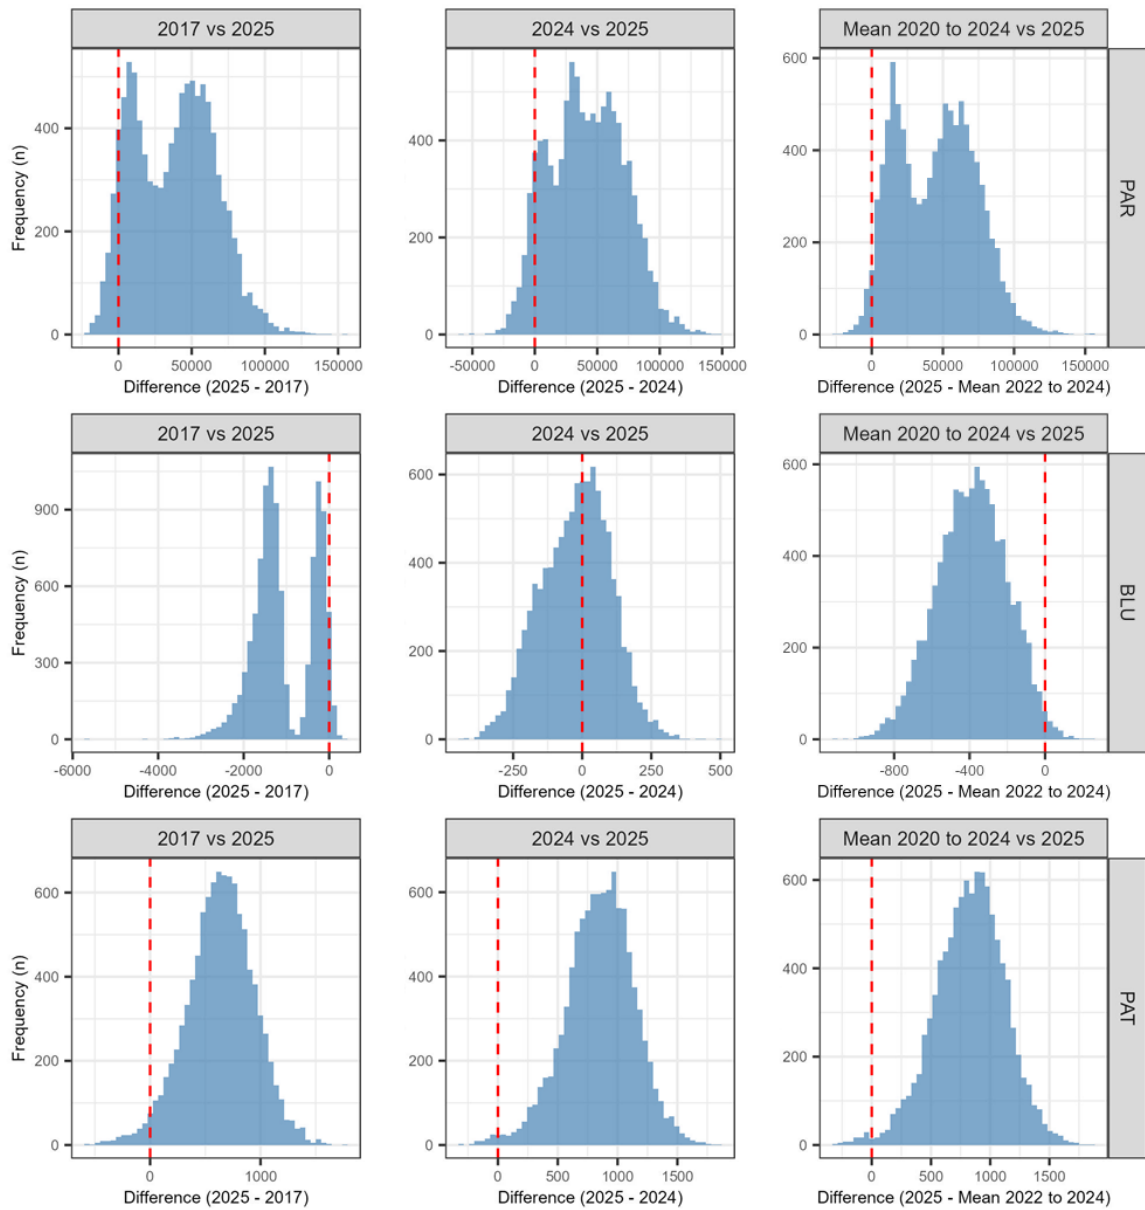 2017 vs 2025
2024 vs 2025
Mean 2020 to 2024 vs 2025
Frequency (n)
400
200
0
400
200
0
600
400
200
0
PAR
0 50000 100000 150000
-50000 0 50000 100000 150000
0 50000 100000 150000
Difference (2025 - 2017)
Difference (2025 - 2024)
Difference (2025 - Mean 2022 to 2024)
2017 vs 2025
2024 vs 2025
Mean 2020 to 2024 vs 2025
Frequency (n)
900
600
300
0
600
400
200
0
600
400
200
0
BLU
-6000 -4000 -2000 0
-250 0 250 500
-800 -400 0
Difference (2025 - 2017)
Difference (2025 - 2024)
Difference (2025 - Mean 2022 to 2024)
2017 vs 2025
2024 vs 2025
Mean 2020 to 2024 vs 2025
Frequency (n)
600
400
200
0
600
400
200
0
600
400
200
0
PAT
0 1000
0 500 1000 1500
0 500 1000 1500
Difference (2025 - 2017)
Difference (2025 - 2024)
Difference (2025 - Mean 2022 to 2024)